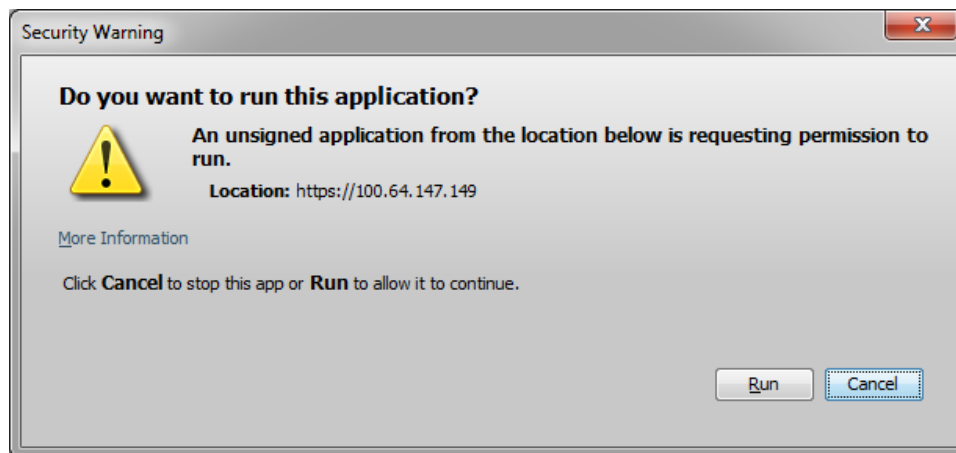 Security Warning
Do you want to run this application?
An unsigned application from the location below is requesting permission to
run.
Location: https://100.64.147.149
More Information
Click Cancel to stop this app or Run to allow it to continue.
Run Cancel